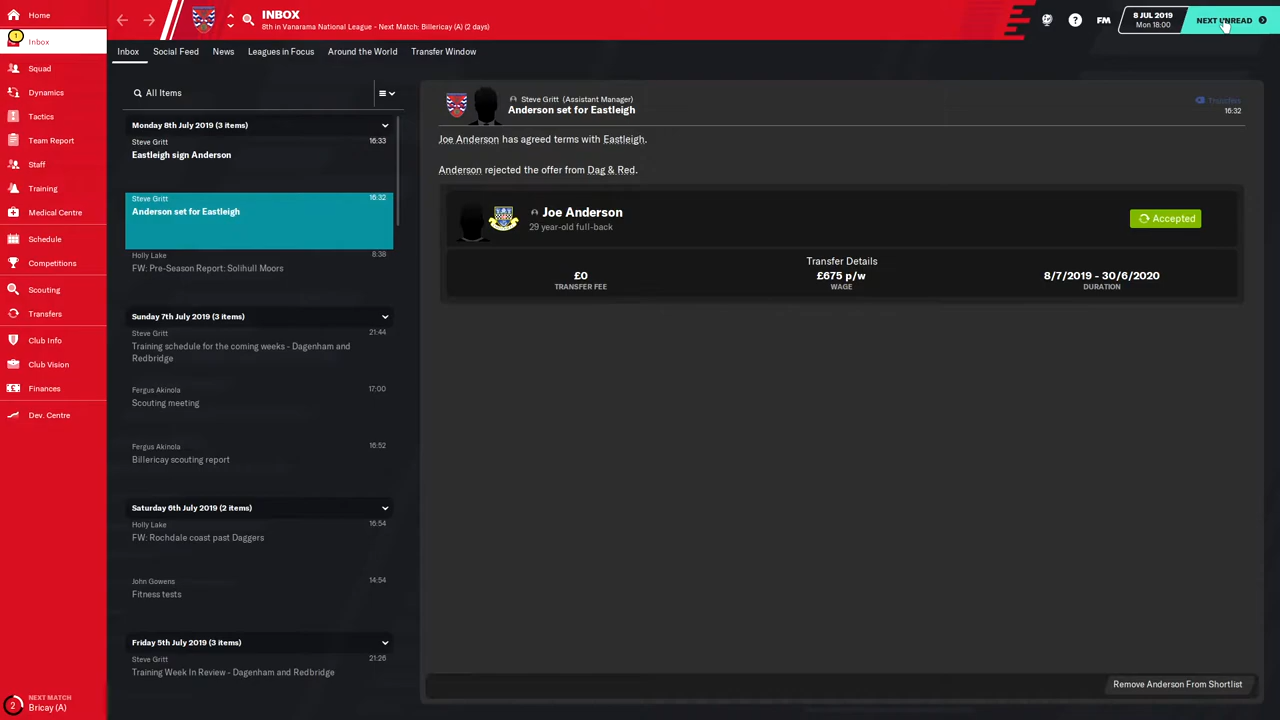 Home
INBOX
6th in Vanarama National League - Next Match: Billericay (A) (2 days)
?
FM
8 JUL 2019
Mon 18:00
NEXT UNREAD
1
Inbox
Squad
Dynamics
Tactics
Team Report
Staff
Training
Medical Centre
Schedule
Competitions
Scouting
Transfers
Club Info
Club Vision
Finances
Dev. Centre
2
NEXT MATCH
Bricay (A)
Inbox
Social Feed
News
Leagues in Focus
Around the World
Transfer Window
All Items
Monday 8th July 2019 (3 items)
Steve Gritt 16:33
Eastleigh sign Anderson
Steve Gritt 16:32
Anderson set for Eastleigh
Holly Lake 8:38
FW: Pre-Season Report: Solihull Moors
Sunday 7th July 2019 (3 items)
Steve Gritt 21:44
Training schedule for the coming weeks - Dagenham and
Redbridge
Fergus Akinola 17:00
Scouting meeting
Fergus Akinola 16:52
Billericay scouting report
Saturday 6th July 2019 (2 items)
Holly Lake 16:54
FW: Rochdale coast past Daggers
John Gowens 14:54
Fitness tests
Friday 5th July 2019 (3 items)
Steve Gritt 21:26
Training Week In Review - Dagenham and Redbridge
Steve Gritt (Assistant Manager)
Anderson set for Eastleigh
Transfers
16:32
Joe Anderson has agreed terms with Eastleigh.
Anderson rejected the offer from Dag & Red.
Joe Anderson
29 year-old full-back
Accepted
Transfer Details
£0
TRANSFER FEE
£675 p/w
WAGE
8/7/2019 - 30/6/2020
DURATION
Remove Anderson From Shortlist